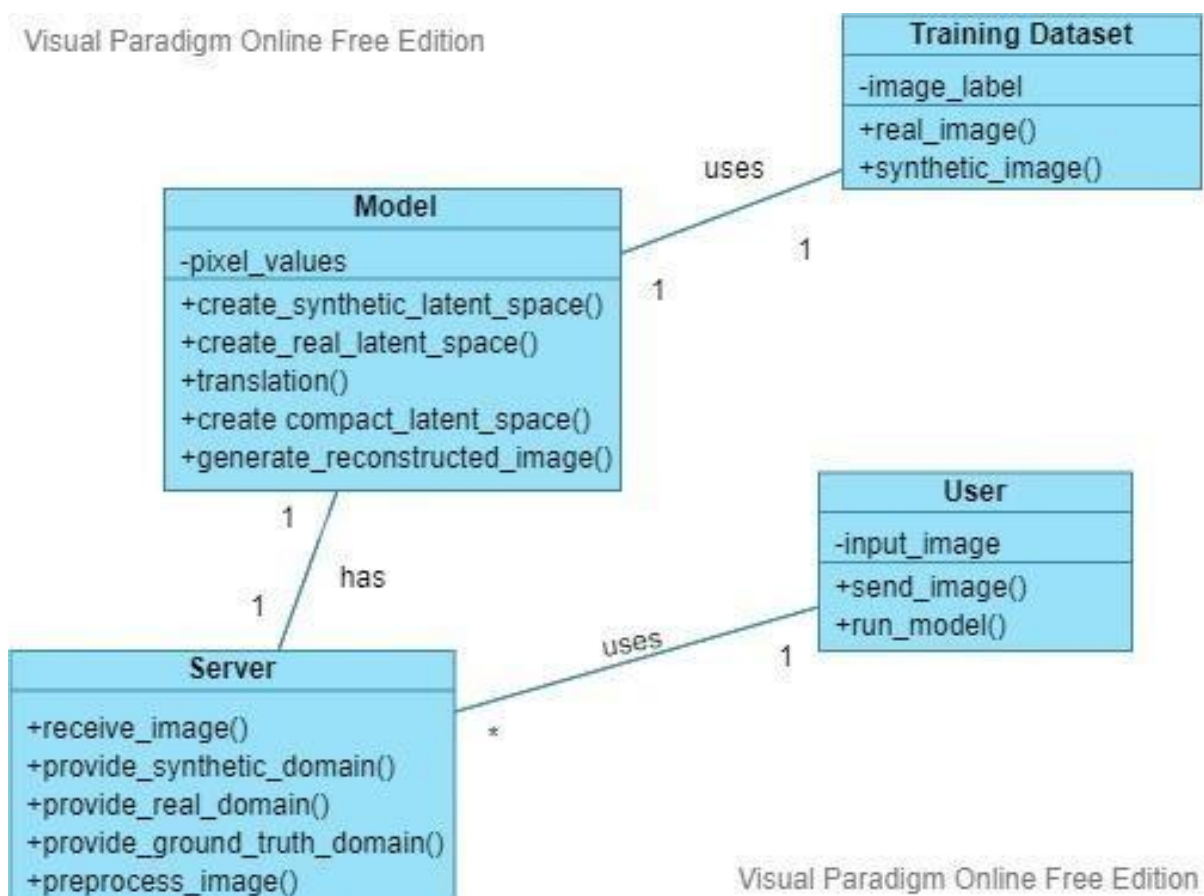 Visual Paradigm Online Free Edition
Training Dataset
-image_label
+real_image()
+synthetic_image()
uses
1
1
Model
-pixel_values
+create_synthetic_latent_space()
+create_real_latent_space()
+translation()
+create compact_latent_space()
+generate_reconstructed_image()
1
has
1
User
-input_image
+send_image()
+run_model()
uses
1
*
Server
+receive_image()
+provide_synthetic_domain()
+provide_real_domain()
+provide_ground_truth_domain()
+preprocess_image()
Visual Paradigm Online Free Edition